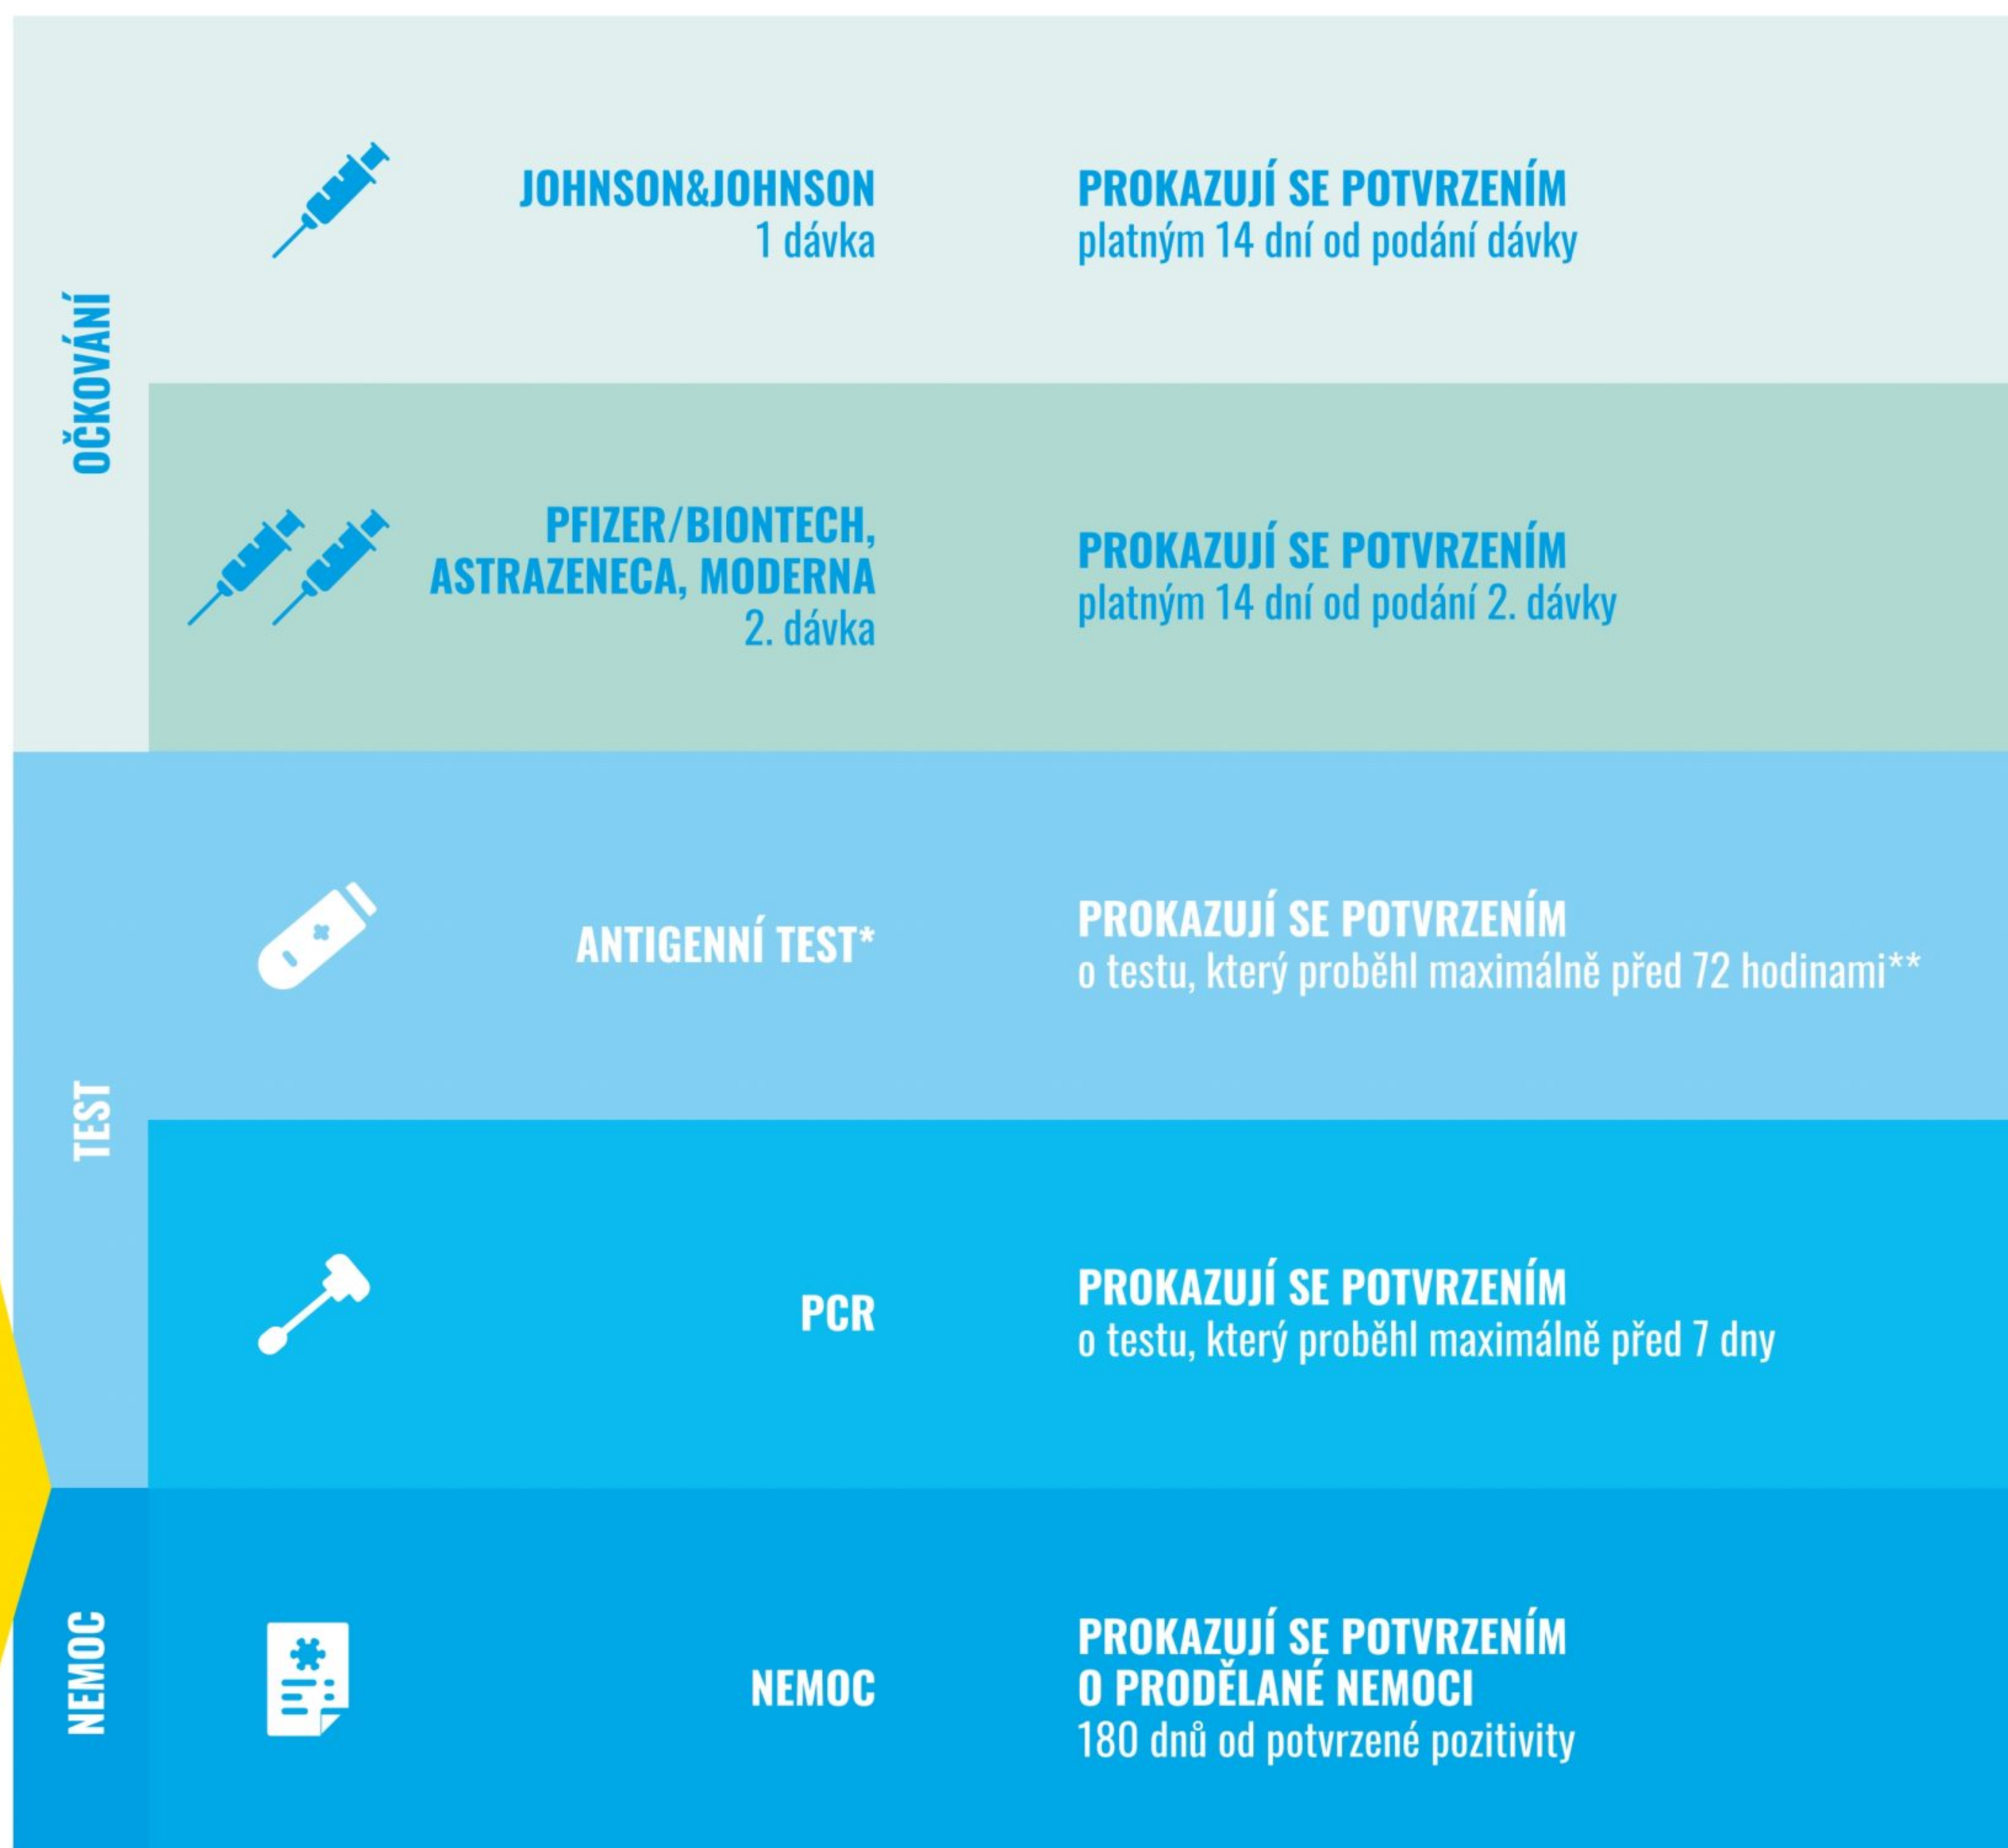 OČKOVÁNÍ
JOHNSON&JOHNSON
1 dávka
PROKAZUJÍ SE POTVRZENÍM
platným 14 dní od podání dávky
PFIZER/BIONTECH,
ASTRAZENECA, MODERNA
2. dávka
PROKAZUJÍ SE POTVRZENÍM
platným 14 dní od podání 2. dávky
TEST
ANTIGENNÍ TEST*
PROKAZUJÍ SE POTVRZENÍM
o testu, který proběhl maximálně před 72 hodinami**
PCR
PROKAZUJÍ SE POTVRZENÍM
o testu, který proběhl maximálně před 7 dny
NEMOC
NEMOC
PROKAZUJÍ SE POTVRZENÍM
O PRODĚLANÉ NEMOCI
180 dnů od potvrzené pozitivity